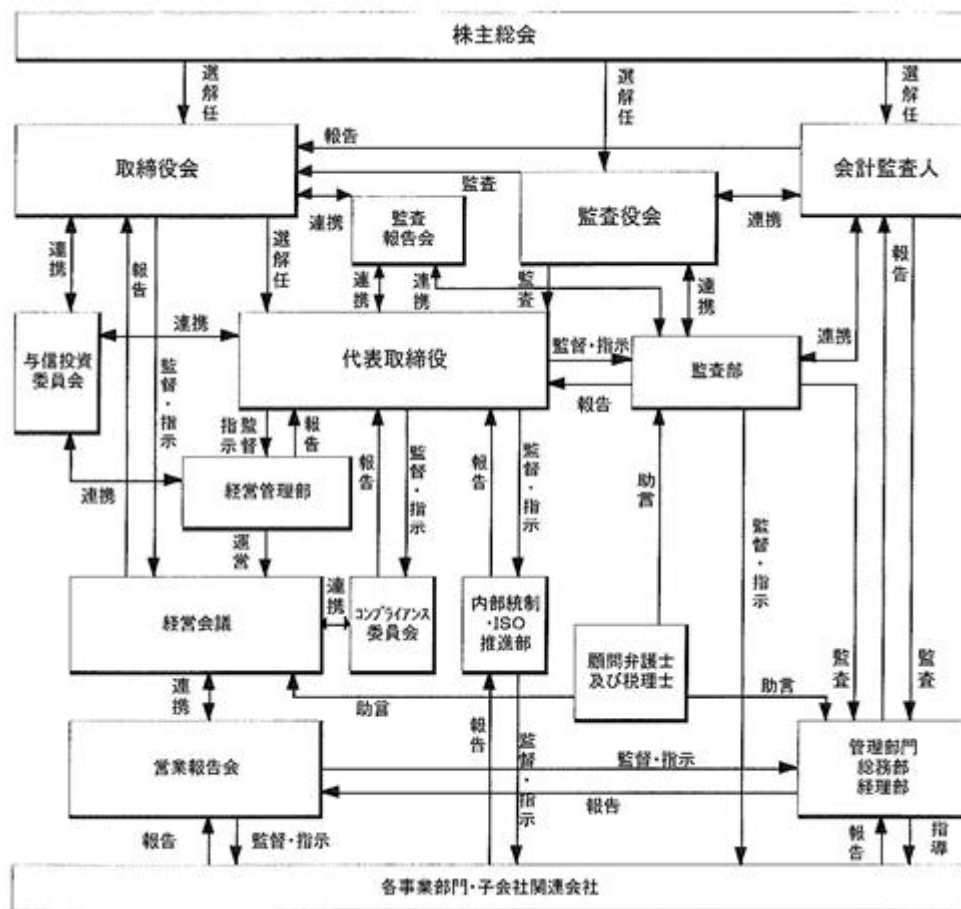 株主総会
選解任
選解任
選解任
報告
取締役会
会計監査人
監査
監査役会
連携
監査
報告会
連携
連携
報告
選解任
連携
連携
監査
連携
報告
連携
与信投資
委員会
連携
代表取締役
監督・指示
監査部
報告
監督・指示
監督
指示
報告
報告
監督・指示
報告
監督・指示
助言
監督・指示
連携
経営管理部
運営
経営会議
連携
コンプライアンス
委員会
内部統制
・ISO
推進部
顧問弁護士
及び税理士
監査
監査
連携
助言
助言
報告
監督・指示
営業報告会
監督・指示
報告
管理部門
総務部
経理部
報告
監督・指示
報告
指導
各事業部門・子会社関連会社